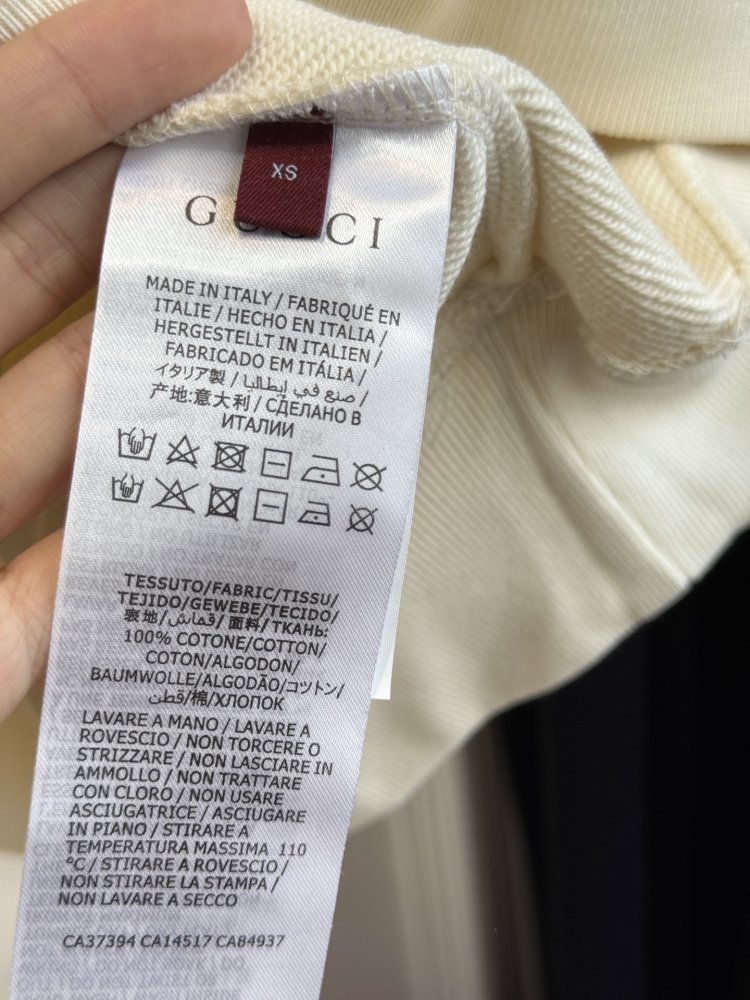 XS
GUCCI
MADE IN ITALY / FABRIQUÉ EN
ITALIE / HECHO EN ITALIA /
HERGESTELLT IN ITALIEN /
FABRICADO EM ITÁLIA /
イタリア製 / صنع في إيطاليا /
产地:意大利 / СДЕЛАНО В
ИТАЛИИ
TESSUTO/FABRIC/TISSU/
TEJIDO/GEWEBE/TECIDO/
表地/قماش/ 面料/ ТКАНЬ:
100% COTONE/COTTON/
COTON/ALGODON/
BAUMWOLLE/ALGODÃO/コットン/
قطن/棉/ХЛОПОК
LAVARE A MANO / LAVARE A
ROVESCIO / NON TORCERE O
STRIZZARE / NON LASCIARE IN
AMMOLLO / NON TRATTARE
CON CLORO / NON USARE
ASCIUGATRICE / ASCIUGARE
IN PIANO / STIRARE A
TEMPERATURA MASSIMA 110
°C / STIRARE A ROVESCIO /
NON STIRARE LA STAMPA /
NON LAVARE A SECCO
CA37394 CA14517 CA84937